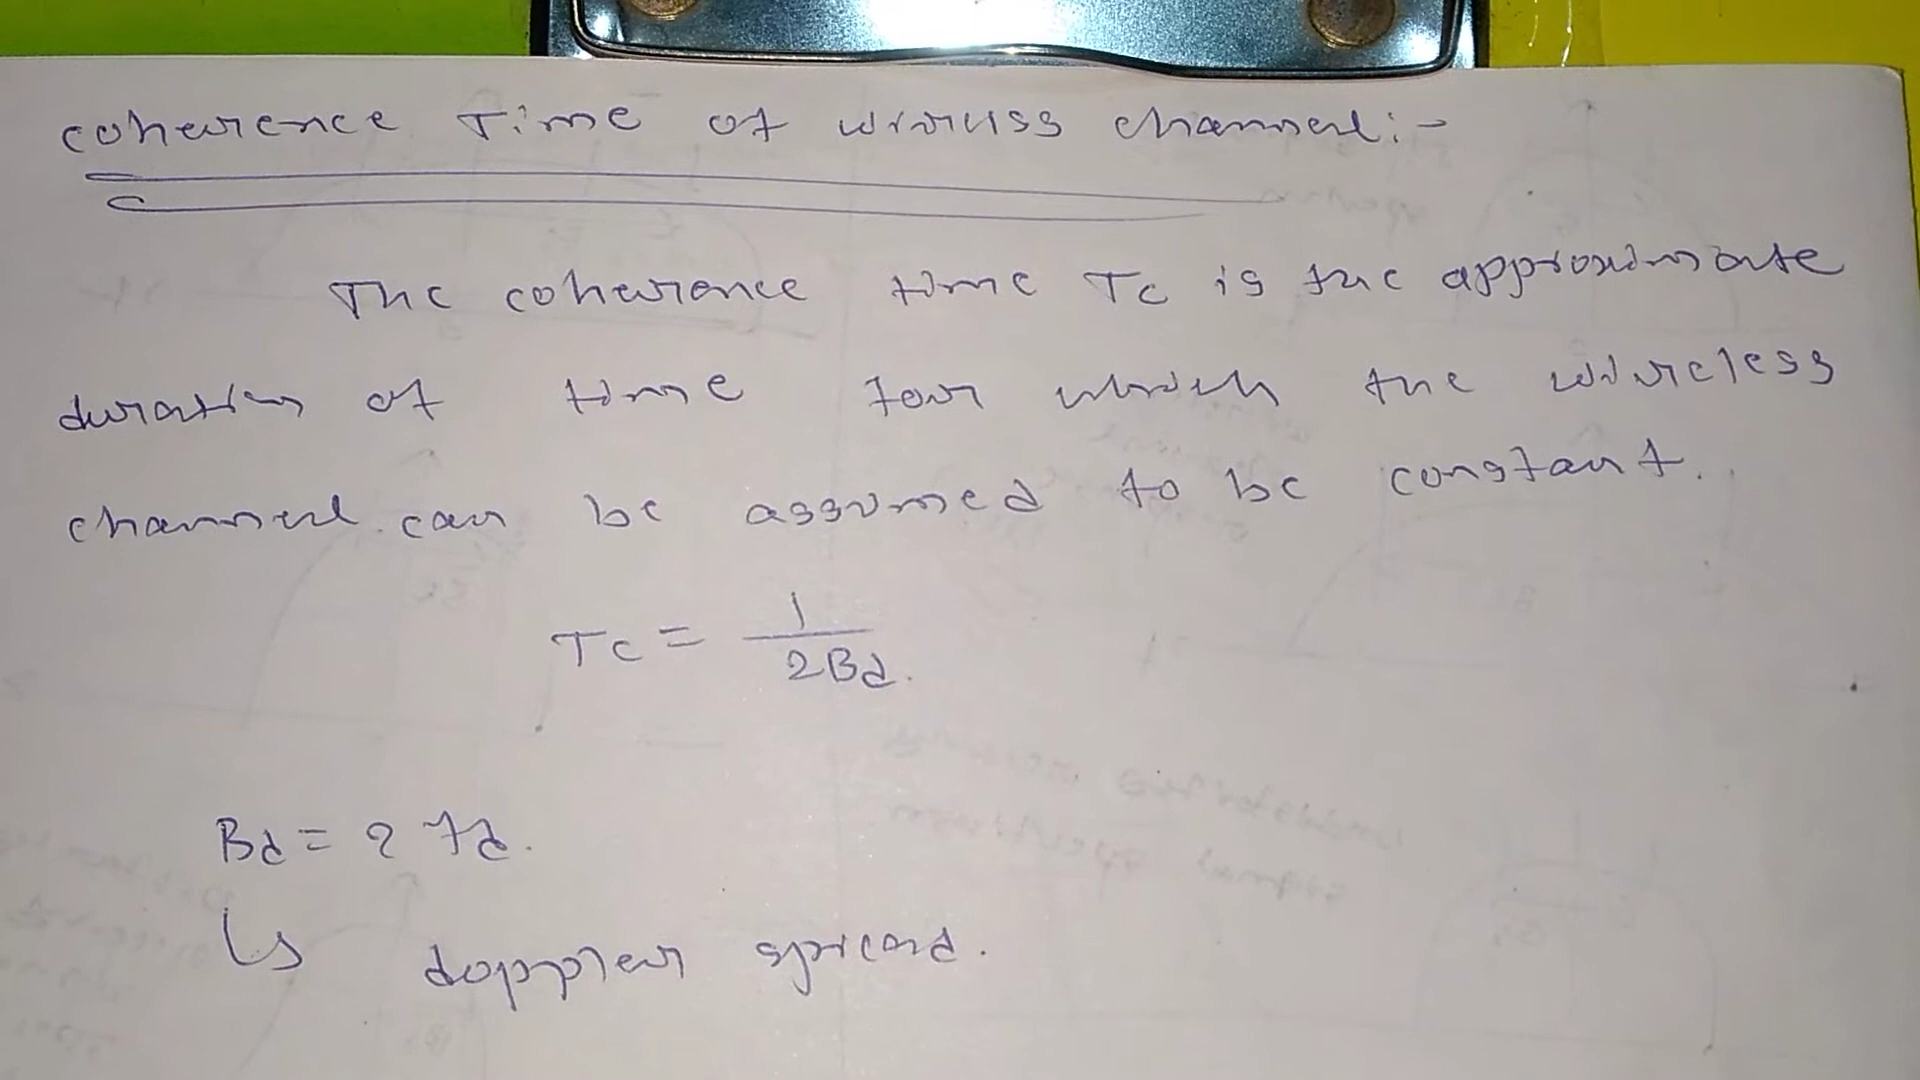 coherence Time of wireless channel:-
The coherence time Tc is the approximate
duration of time for which the wireless
channel can be assumed to be constant.
Tc = 1/2Bd.
Bd = 2 fd.
↳ doppler spread.